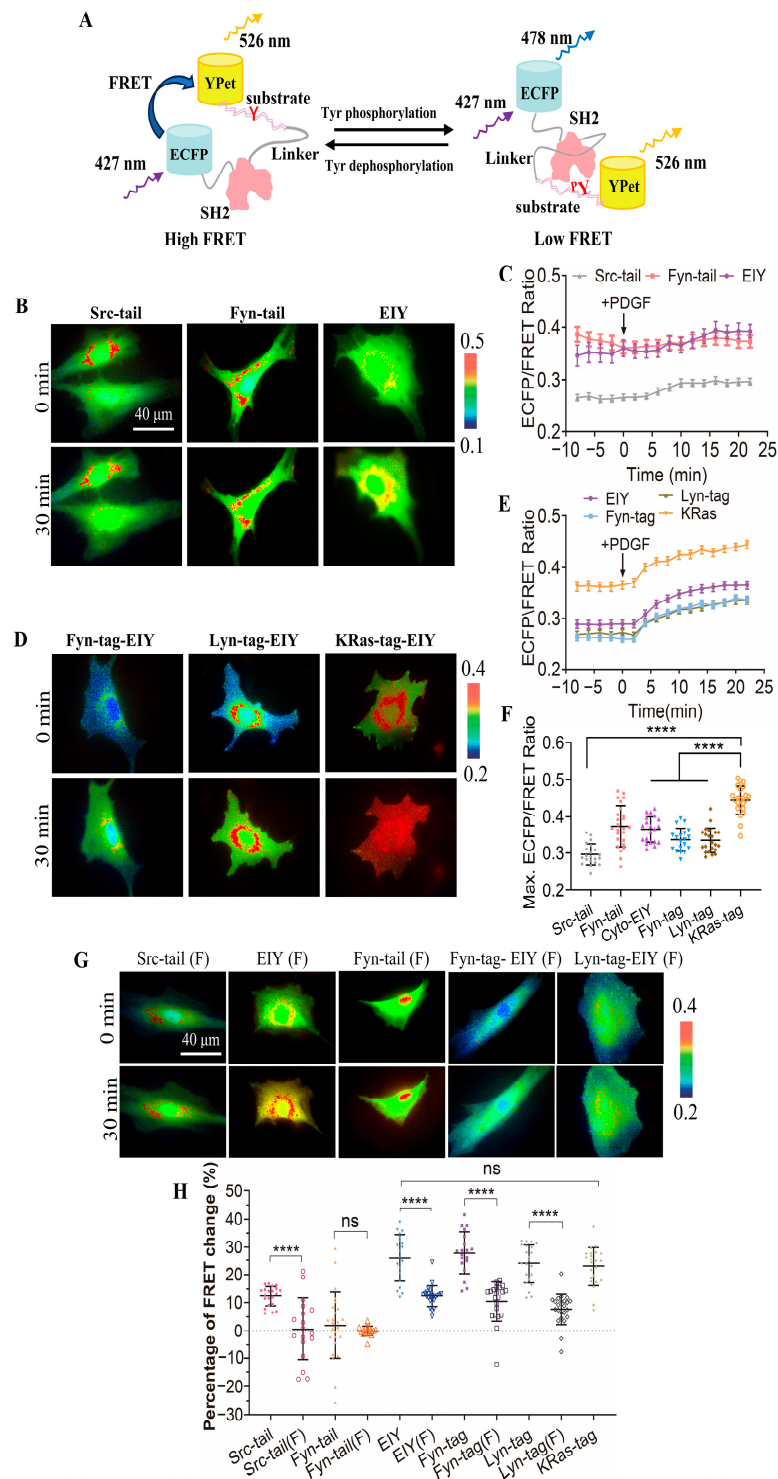 A
526 nm
FRET
YPet
substrate
Y
427 nm
ECFP
Linker
SH2
High FRET
Tyr phosphorylation
Tyr dephosphorylation
478 nm
427 nm
ECFP
SH2
Linker
526 nm
PY
YPet
substrate
Low FRET
B
Src-tail Fyn-tail EIY
0 min
40 μm
30 min
0.5
0.1
C
Src-tail Fyn-tail EIY
+PDGF
ECFP/FRET Ratio
0.5
0.4
0.3
0.2
−10 −5 0 5 10 15 20 25
Time (min)
D
Fyn-tag-EIY Lyn-tag-EIY KRas-tag-EIY
0 min
30 min
0.4
0.2
E
EIY Lyn-tag
Fyn-tag KRas
+PDGF
ECFP\FRET Ratio
0.5
0.4
0.3
0.2
−10 −5 0 5 10 15 20 25
Time(min)
F
****
****
Max. ECFP/FRET Ratio
0.6
0.5
0.4
0.3
0.2
Src-tail Fyn-tail Cyto-EIY Fyn-tag Lyn-tag KRas-tag
G
Src-tail (F) EIY (F) Fyn-tail (F) Fyn-tag- EIY (F) Lyn-tag-EIY (F)
0 min
40 μm
30 min
0.4
0.2
H
ns
**** ns **** **** ****
Percentage of FRET change (%)
50
40
30
20
10
0
−10
−20
−30
Src-tail Src-tail(F) Fyn-tail Fyn-tail(F) EIY EIY(F) Fyn-tag Fyn-tag(F) Lyn-tag Lyn-tag(F) KRas-tag